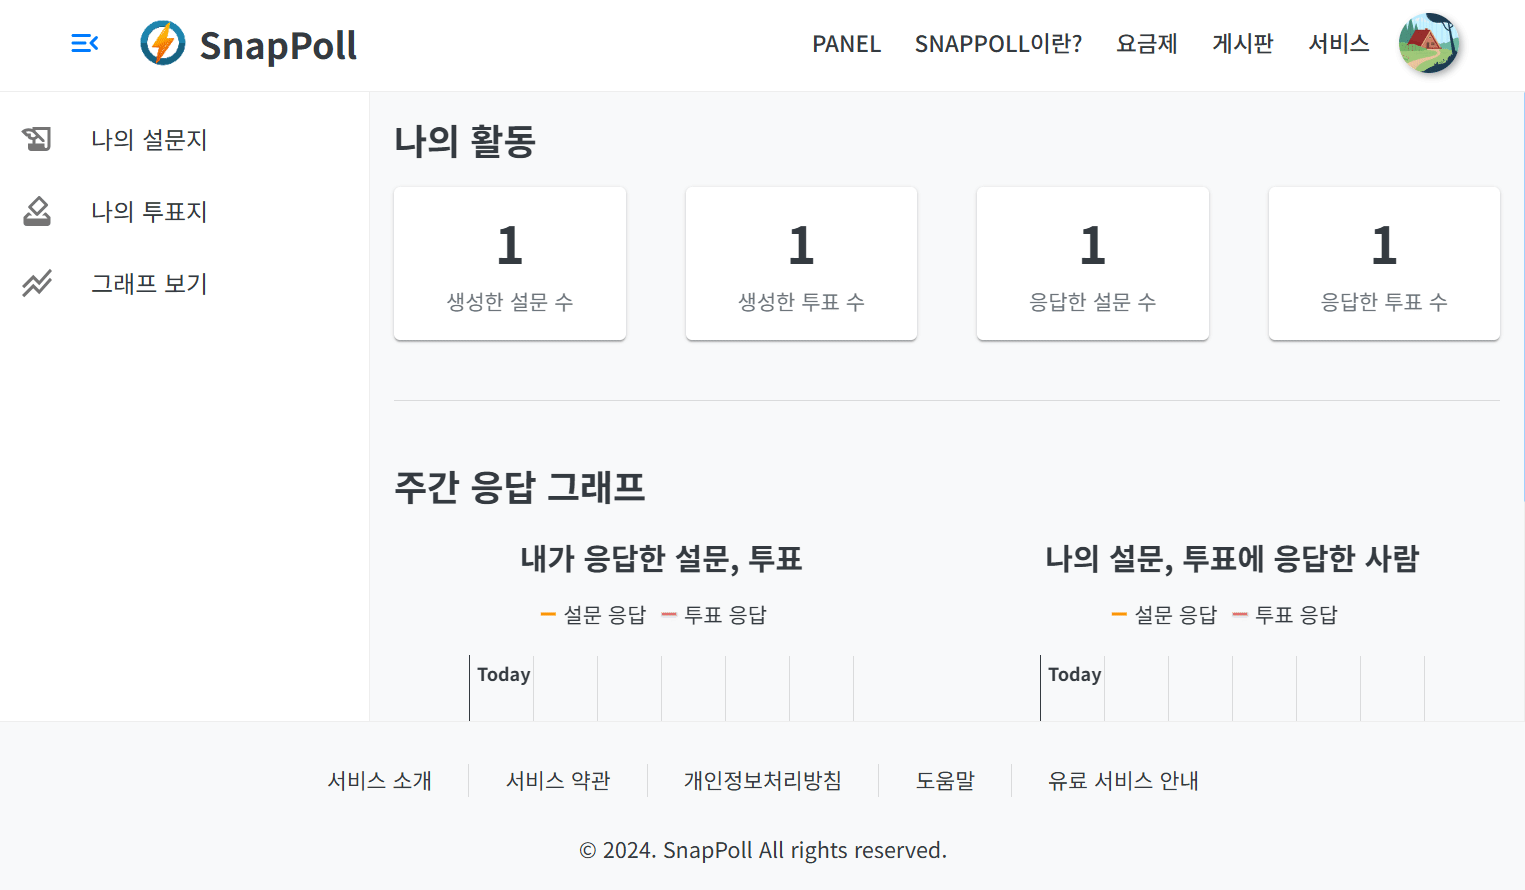 SnapPoll
PANEL SNAPPOLL이란? 요금제 게시판 서비스
나의 설문지
나의 투표지
그래프 보기
나의 활동
1
생성한 설문 수
1
생성한 투표 수
1
응답한 설문 수
1
응답한 투표 수
주간 응답 그래프
내가 응답한 설문, 투표
설문 응답 투표 응답
Today
나의 설문, 투표에 응답한 사람
설문 응답 투표 응답
Today
서비스 소개 서비스 약관 개인정보처리방침 도움말 유료 서비스 안내
© 2024. SnapPoll All rights reserved.